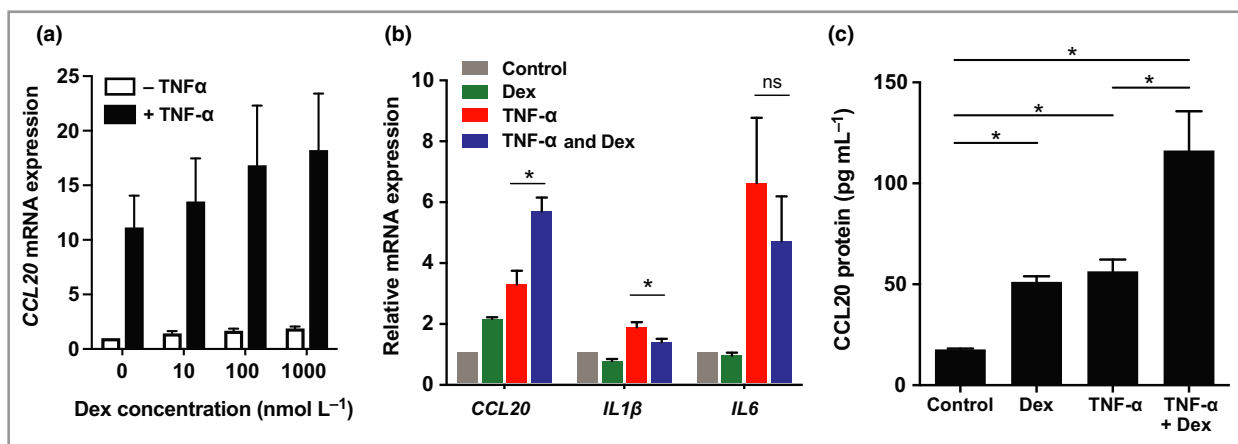 (a)
CCL20 mRNA expression
25
20
15
10
5
0
– TNFα
+ TNF-α
0 10 100 1000
Dex concentration (nmol L⁻¹)
(b)
Relative mRNA expression
10
8
6
4
2
0
Control
Dex
TNF-α
TNF-α and Dex
*
*
ns
CCL20 IL1β IL6
(c)
CCL20 protein (pg mL⁻¹)
150
100
50
0
*
*
*
*
Control Dex TNF-α TNF-α
+ Dex